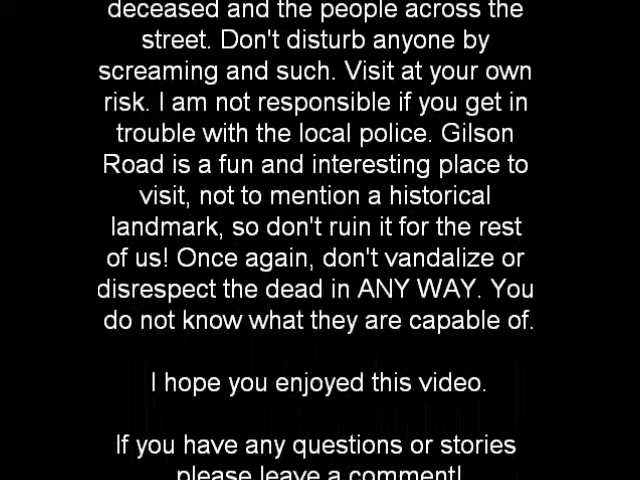 deceased and the people across the
street. Don't disturb anyone by
screaming and such. Visit at your own
risk. I am not responsible if you get in
trouble with the local police. Gilson
Road is a fun and interesting place to
visit, not to mention a historical
landmark, so don't ruin it for the rest
of us! Once again, don't vandalize or
disrespect the dead in ANY WAY. You
do not know what they are capable of.
I hope you enjoyed this video.
If you have any questions or stories
please leave a comment!